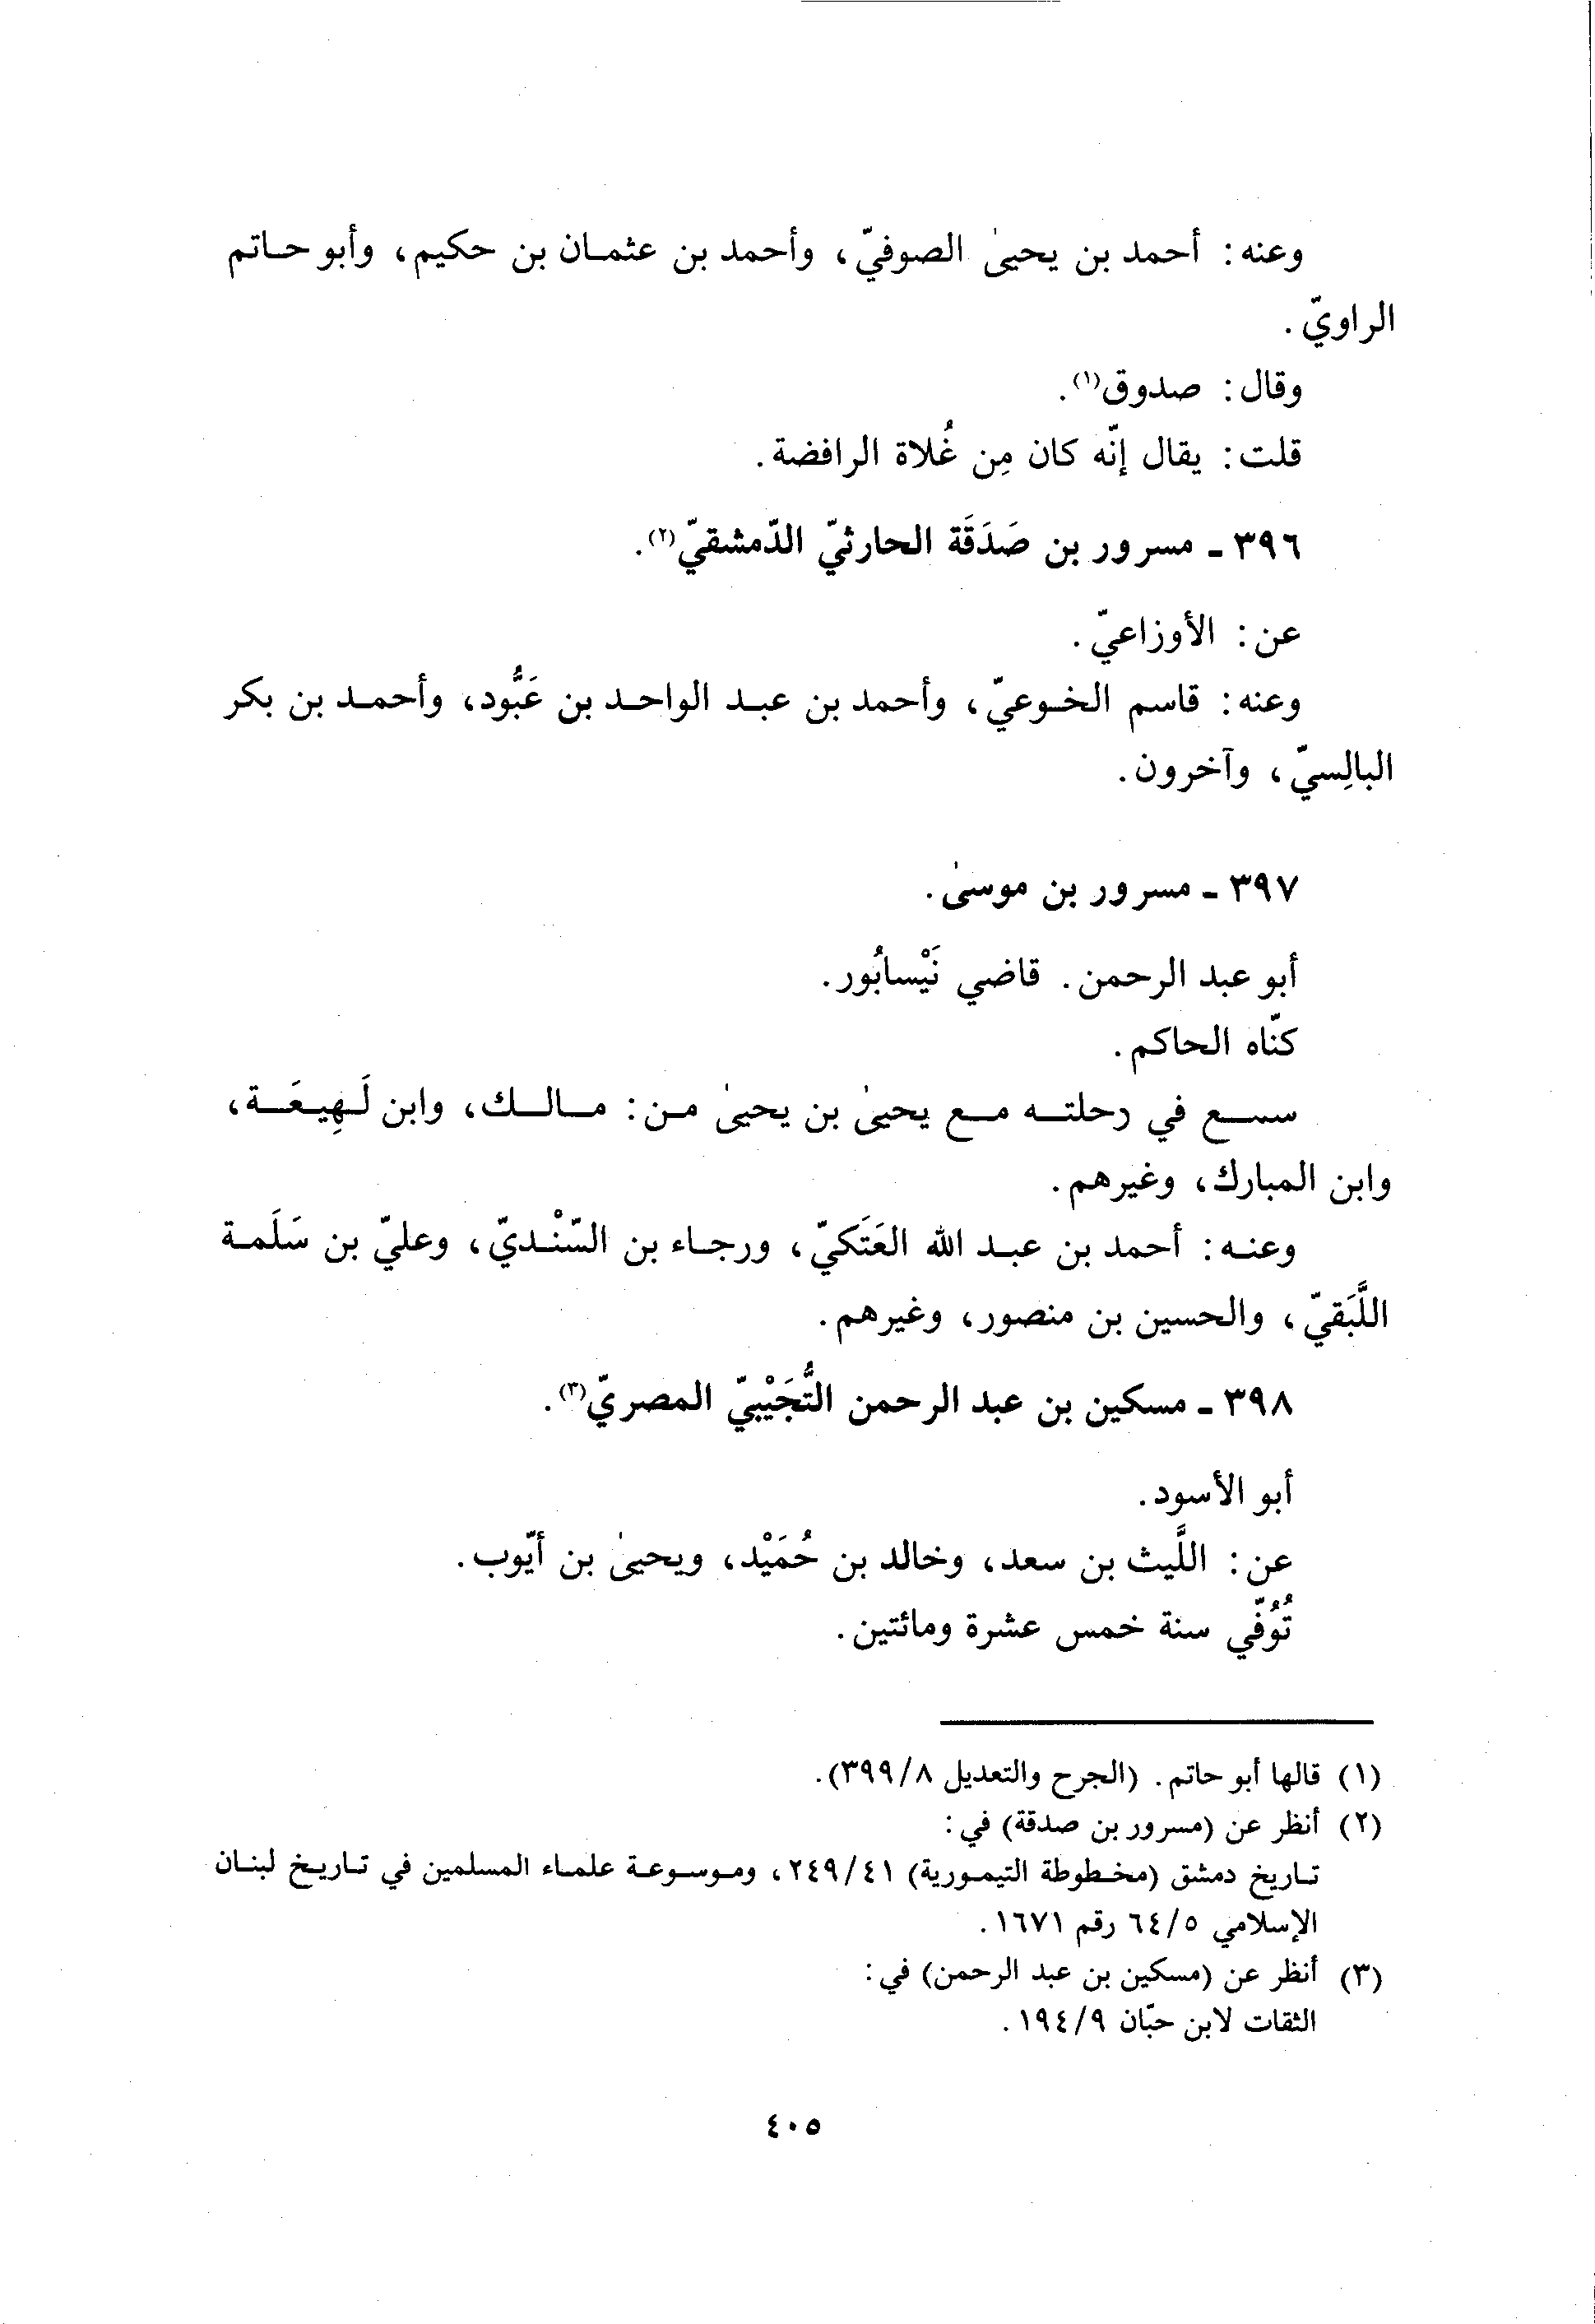 وعنه: أحمد بن يحيىٰ الصوفيّ، وأحمد بن عثمان بن حكيم، وأبو حاتم
الراويّ.
وقال: صدوق(١).
قلت: يقال إنّه كان مِن غُلاة الرافضة.
٣٩٦ ـ مسرور بن صَدَقَة الحارثيّ الدّمشقيّ(٢).
عن: الأوزاعيّ.
وعنه: قاسم الخوعيّ، وأحمد بن عبد الواحد بن عَبُّود، وأحمد بن بكر
البالِسيّ، وآخرون.
٣٩٧ ـ مسرور بن موسىٰ.
أبو عبد الرحمن. قاضي نَيْسابُور.
كنّاه الحاكم.
سمع في رحلته مع يحيىٰ بن يحيىٰ من: مالك، وابن لَهِيعَة،
وابن المبارك، وغيرهم.
وعنه: أحمد بن عبد الله العَتَكيّ، ورجاء بن السّنْديّ، وعليّ بن سَلَمة
اللَّبَقيّ، والحسين بن منصور، وغيرهم.
٣٩٨ ـ مسكين بن عبد الرحمن التُّجَيْبيّ المصريّ(٣).
أبو الأسود.
عن: اللَّيث بن سعد، وخالد بن حُمَيْد، ويحيىٰ بن أيّوب.
تُوُفّي سنة خمس عشرة ومائتين.
(١) قالها أبو حاتم. (الجرح والتعديل ٣٩٩/٨).
(٢) أنظر عن (مسرور بن صدقة) في:
تاريخ دمشق (مخطوطة التيمورية) ٢٤٩/٤١، وموسوعة علماء المسلمين في تاريخ لبنان
الإسلامي ٦٤/٥ رقم ١٦٧١.
(٣) أنظر عن (مسكين بن عبد الرحمن) في:
الثقات لابن حبّان ١٩٤/٩.
٤٠٥